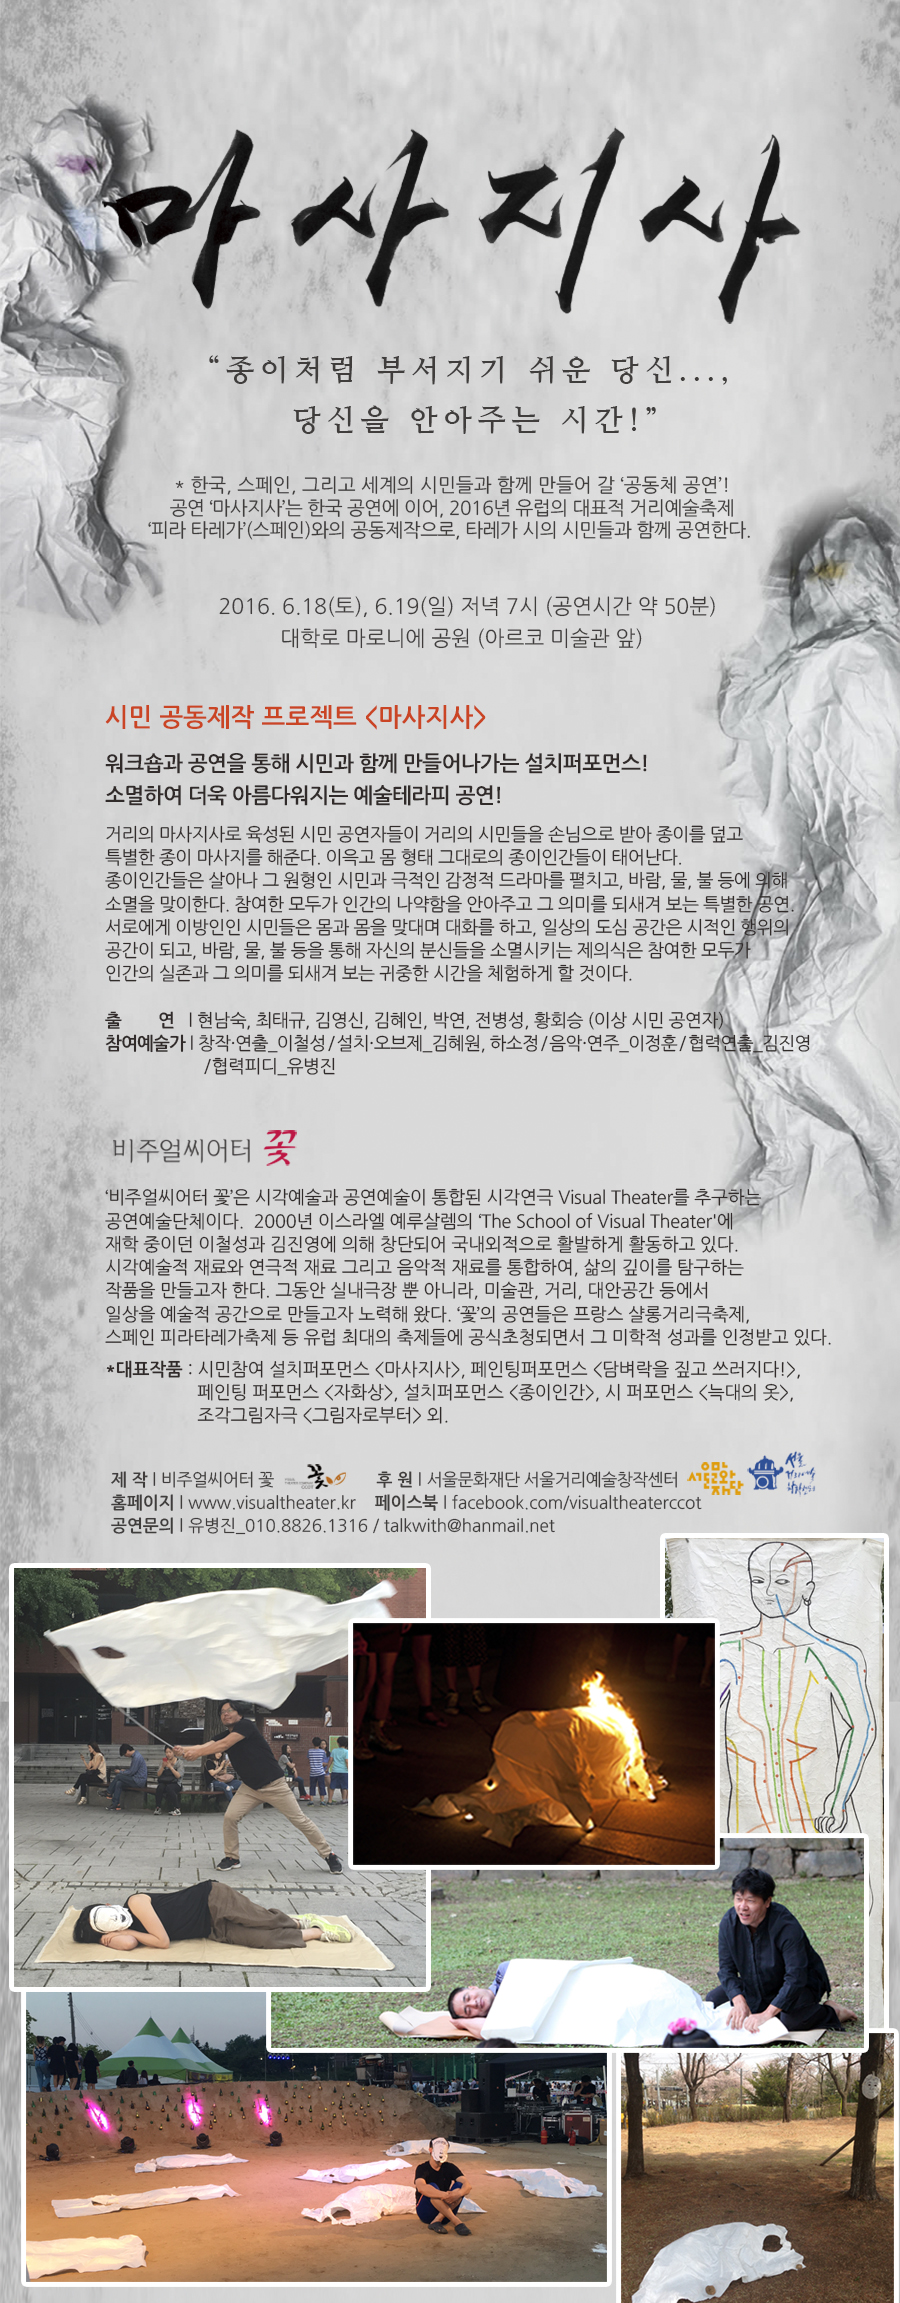 마사지사
“종이처럼 부서지기 쉬운 당신...,
당신을 안아주는 시간!”
* 한국, 스페인, 그리고 세계의 시민들과 함께 만들어 갈 ‘공동체 공연’!
공연 ‘마사지사’는 한국 공연에 이어, 2016년 유럽의 대표적 거리예술축제
‘피라 타레가’(스페인)와의 공동제작으로, 타레가 시의 시민들과 함께 공연한다.
2016. 6.18(토), 6.19(일) 저녁 7시 (공연시간 약 50분)
대학로 마로니에 공원 (아르코 미술관 앞)
시민 공동제작 프로젝트 <마사지사>
워크숍과 공연을 통해 시민과 함께 만들어나가는 설치퍼포먼스!
소멸하여 더욱 아름다워지는 예술테라피 공연!
거리의 마사지사로 육성된 시민 공연자들이 거리의 시민들을 손님으로 받아 종이를 덮고
특별한 종이 마사지를 해준다. 이윽고 몸 형태 그대로의 종이인간들이 태어난다.
종이인간들은 살아나 그 원형인 시민과 극적인 감정적 드라마를 펼치고, 바람, 물, 불 등에 의해
소멸을 맞이한다. 참여한 모두가 인간의 나약함을 안아주고 그 의미를 되새겨 보는 특별한 공연.
서로에게 이방인인 시민들은 몸과 몸을 맞대며 대화를 하고, 일상의 도심 공간은 시적인 행위의
공간이 되고, 바람, 물, 불 등을 통해 자신의 분신들을 소멸시키는 제의식은 참여한 모두가
인간의 실존과 그 의미를 되새겨 보는 귀중한 시간을 체험하게 할 것이다.
출 연 | 현남숙, 최태규, 김영신, 김혜인, 박연, 전병성, 황회승 (이상 시민 공연자)
참여예술가 | 창작·연출_이철성/설치·오브제_김혜원, 하소정/음악·연주_이정훈/협력연출_김진영
/협력피디_유병진
비주얼씨어터 꽃
‘비주얼씨어터 꽃’은 시각예술과 공연예술이 통합된 시각연극 Visual Theater를 추구하는
공연예술단체이다. 2000년 이스라엘 예루살렘의 ‘The School of Visual Theater'에
재학 중이던 이철성과 김진영에 의해 창단되어 국내외적으로 활발하게 활동하고 있다.
시각예술적 재료와 연극적 재료 그리고 음악적 재료를 통합하여, 삶의 깊이를 탐구하는
작품을 만들고자 한다. 그동안 실내극장 뿐 아니라, 미술관, 거리, 대안공간 등에서
일상을 예술적 공간으로 만들고자 노력해 왔다. ‘꽃’의 공연들은 프랑스 샬롱거리극축제,
스페인 피라타레가축제 등 유럽 최대의 축제들에 공식초청되면서 그 미학적 성과를 인정받고 있다.
*대표작품 : 시민참여 설치퍼포먼스 <마사지사>, 페인팅퍼포먼스 <담벼락을 짚고 쓰러지다!>,
페인팅 퍼포먼스 <자화상>, 설치퍼포먼스 <종이인간>, 시 퍼포먼스 <늑대의 옷>,
조각그림자극 <그림자로부터> 외.
제 작 | 비주얼씨어터 꽃 꽃 후 원 | 서울문화재단 서울거리예술창작센터 서울문화재단
홈페이지 | www.visualtheater.kr 페이스북 | facebook.com/visualtheaterccot
공연문의 | 유병진_010.8826.1316 / talkwith@hanmail.net